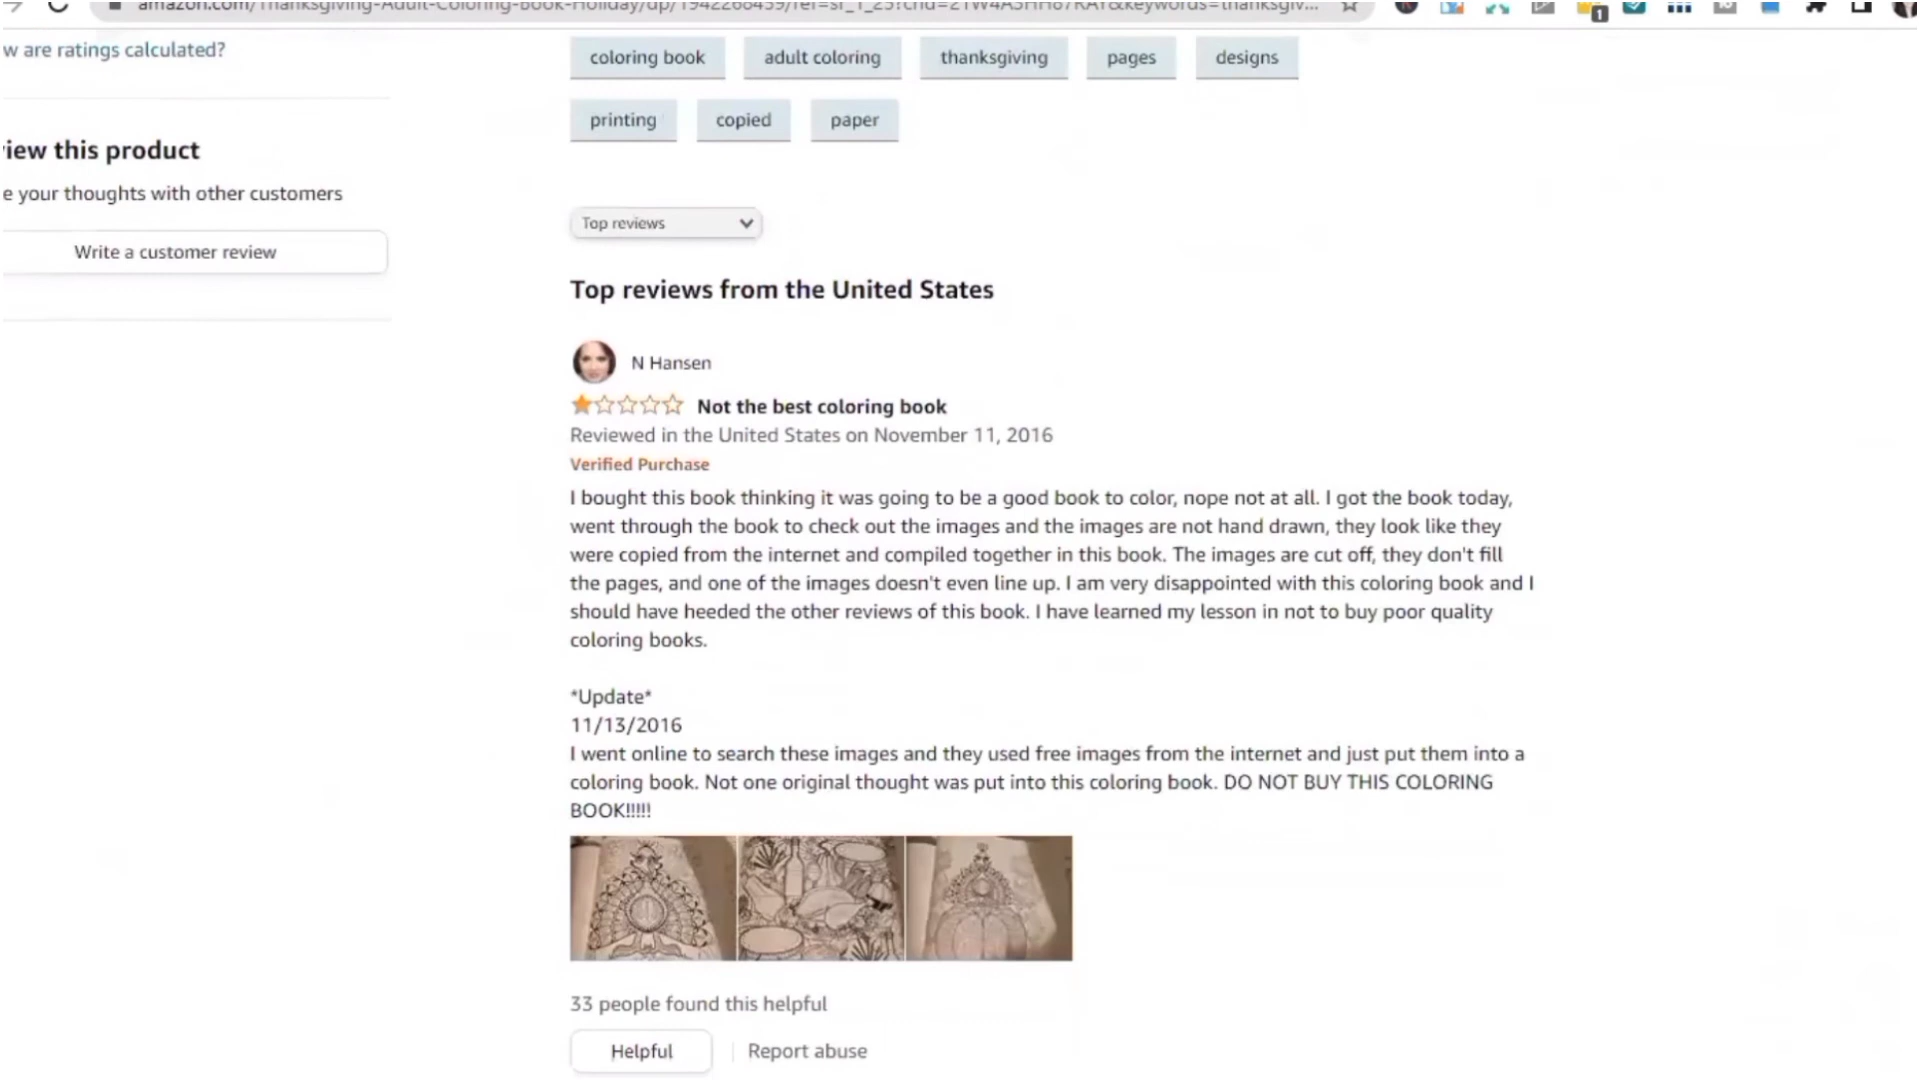 amazon.com/Thanksgiving-Adult-Coloring-Book-Holiday/dp/1942268459/
w are ratings calculated?
coloring book adult coloring thanksgiving pages designs
printing copied paper
iew this product
e your thoughts with other customers
Write a customer review
Top reviews
Top reviews from the United States
N Hansen
Not the best coloring book
Reviewed in the United States on November 11, 2016
Verified Purchase
I bought this book thinking it was going to be a good book to color, nope not at all. I got the book today,
went through the book to check out the images and the images are not hand drawn, they look like they
were copied from the internet and compiled together in this book. The images are cut off, they don't fill
the pages, and one of the images doesn't even line up. I am very disappointed with this coloring book and I
should have heeded the other reviews of this book. I have learned my lesson in not to buy poor quality
coloring books.
*Update*
11/13/2016
I went online to search these images and they used free images from the internet and just put them into a
coloring book. Not one original thought was put into this coloring book. DO NOT BUY THIS COLORING
BOOK!!!!!
33 people found this helpful
Helpful Report abuse